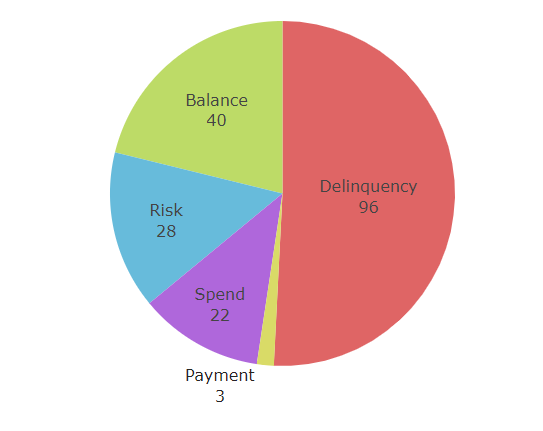 Balance
40
Delinquency
96
Risk
28
Spend
22
Payment
3